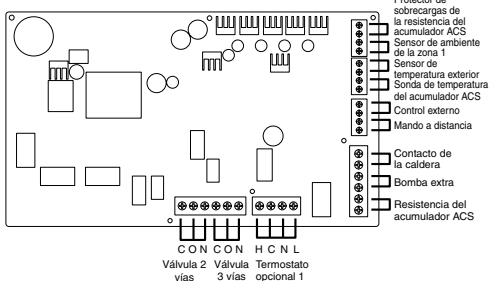 Protector de
sobrecargas de
la resistencia del
acumulador ACS
Sensor de ambiente
de la zona 1
Sensor de
temperatura exterior
Sonda de temperatura
del acumulador ACS
Control externo
Mando a distancia
Contacto de
la caldera
Bomba extra
Resistencia del
acumulador ACS
C O N C O N H C N L
Válvula 2 Válvula Termostato
vías 3 vías opcional 1